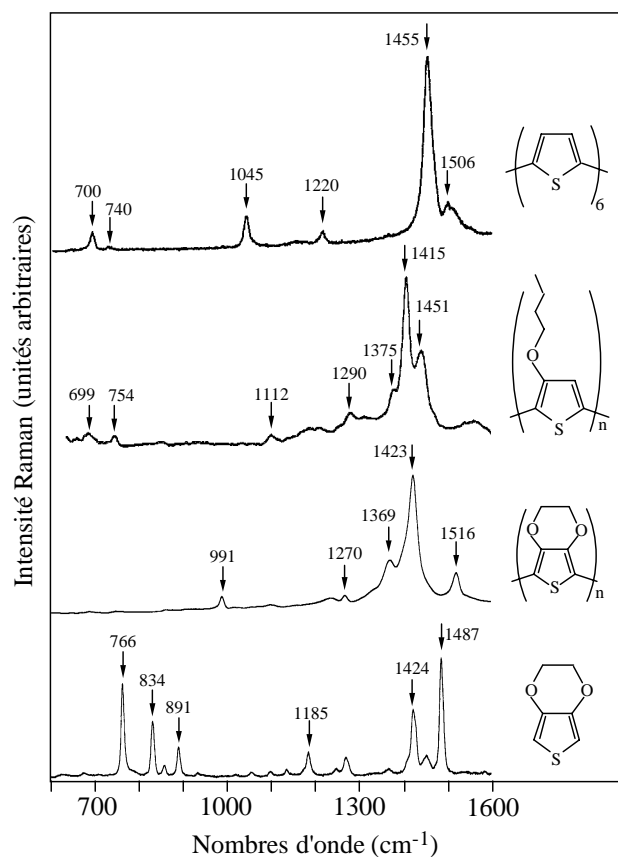 Intensité Raman (unités arbitraires)
1455
1506
1220
1045
700
740
S
6
1415
1451
1375
1290
1112
754
699
O
S
n
1423
1369
1516
1270
991
O O
S
n
1487
1424
1185
891
834
766
O O
S
700 1000 1300 1600
Nombres d'onde (cm-1)